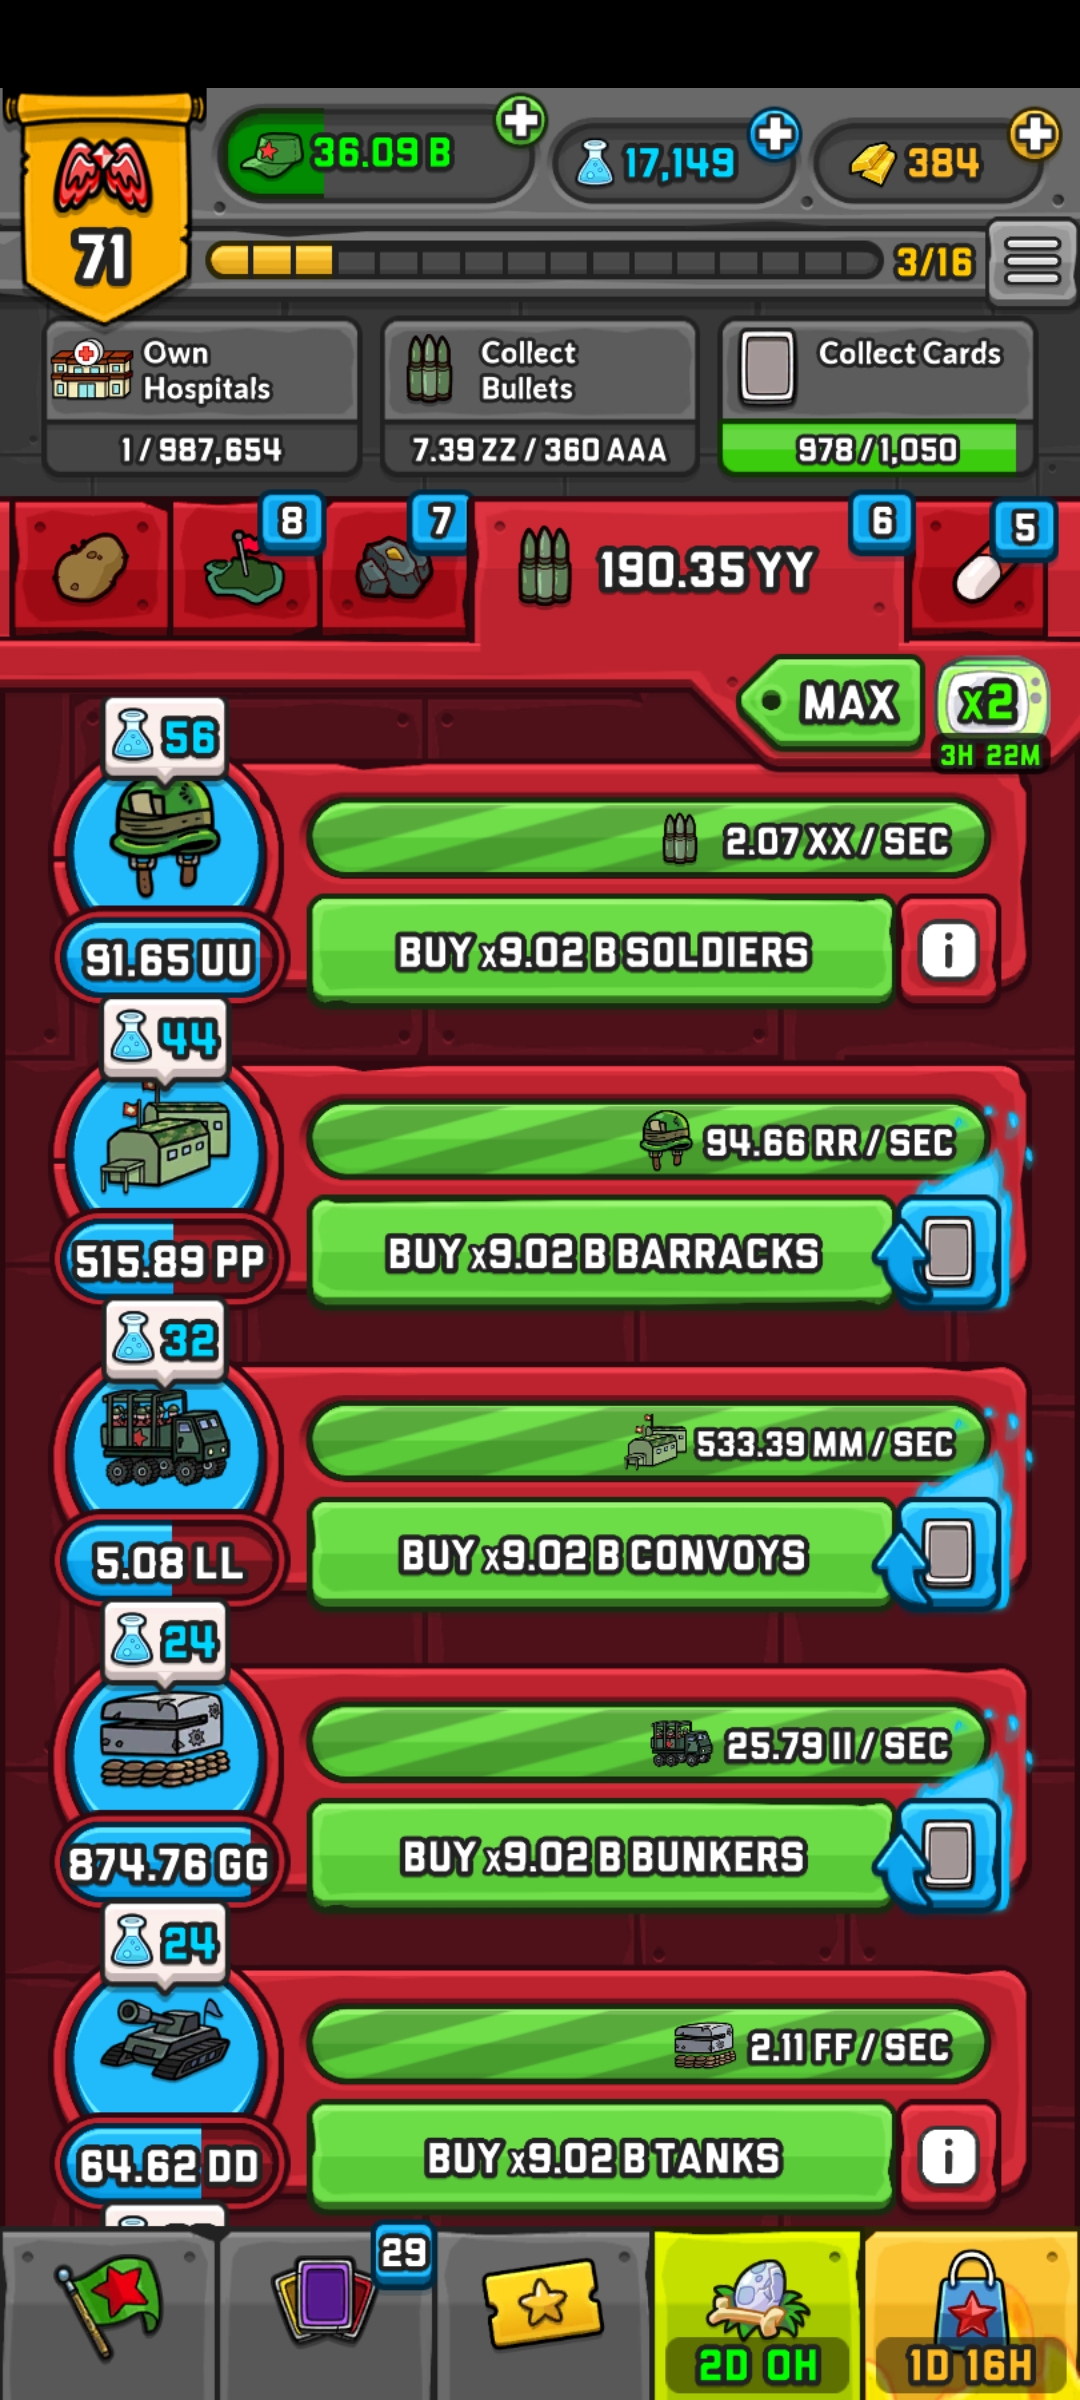 36.09 B
17,149
384
71
3/16
Own
Hospitals
1 / 987,654
Collect
Bullets
7.39 ZZ / 360 AAA
Collect Cards
978 / 1,050
8
7
190.35 YY
6
5
MAX
x2
3H 22M
56
2.07 XX / SEC
91.65 UU
BUY x9.02 B SOLDIERS
i
44
94.66 RR / SEC
515.89 PP
BUY x9.02 B BARRACKS
32
533.39 MM / SEC
5.08 LL
BUY x9.02 B CONVOYS
24
25.79 II / SEC
874.76 GG
BUY x9.02 B BUNKERS
24
2.11 FF / SEC
64.62 DD
BUY x9.02 B TANKS
i
29
2D 0H
1D 16H